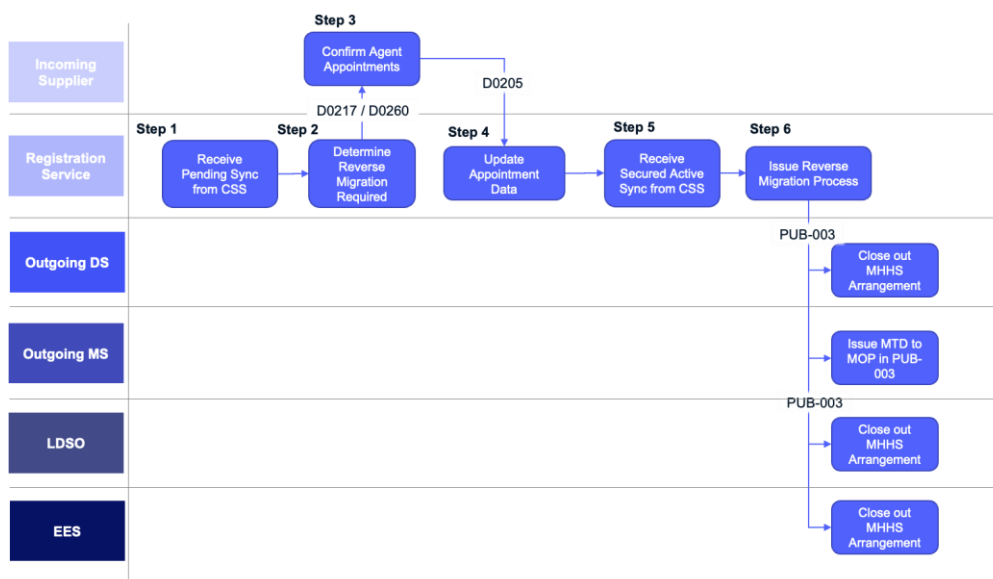 Step 3
Incoming
Supplier
Confirm Agent
Appointments
D0205
D0217 / D0260
Step 1
Step 2
Step 4
Step 5
Step 6
Registration
Service
Receive
Pending Sync
from CSS
Determine
Reverse
Migration
Required
Update
Appointment
Data
Receive
Secured Active
Sync from CSS
Issue Reverse
Migration Process
PUB-003
Outgoing DS
Close out
MHHS
Arrangement
Outgoing MS
Issue MTD to
MOP in PUB-
003
PUB-003
LDSO
Close out
MHHS
Arrangement
EES
Close out
MHHS
Arrangement